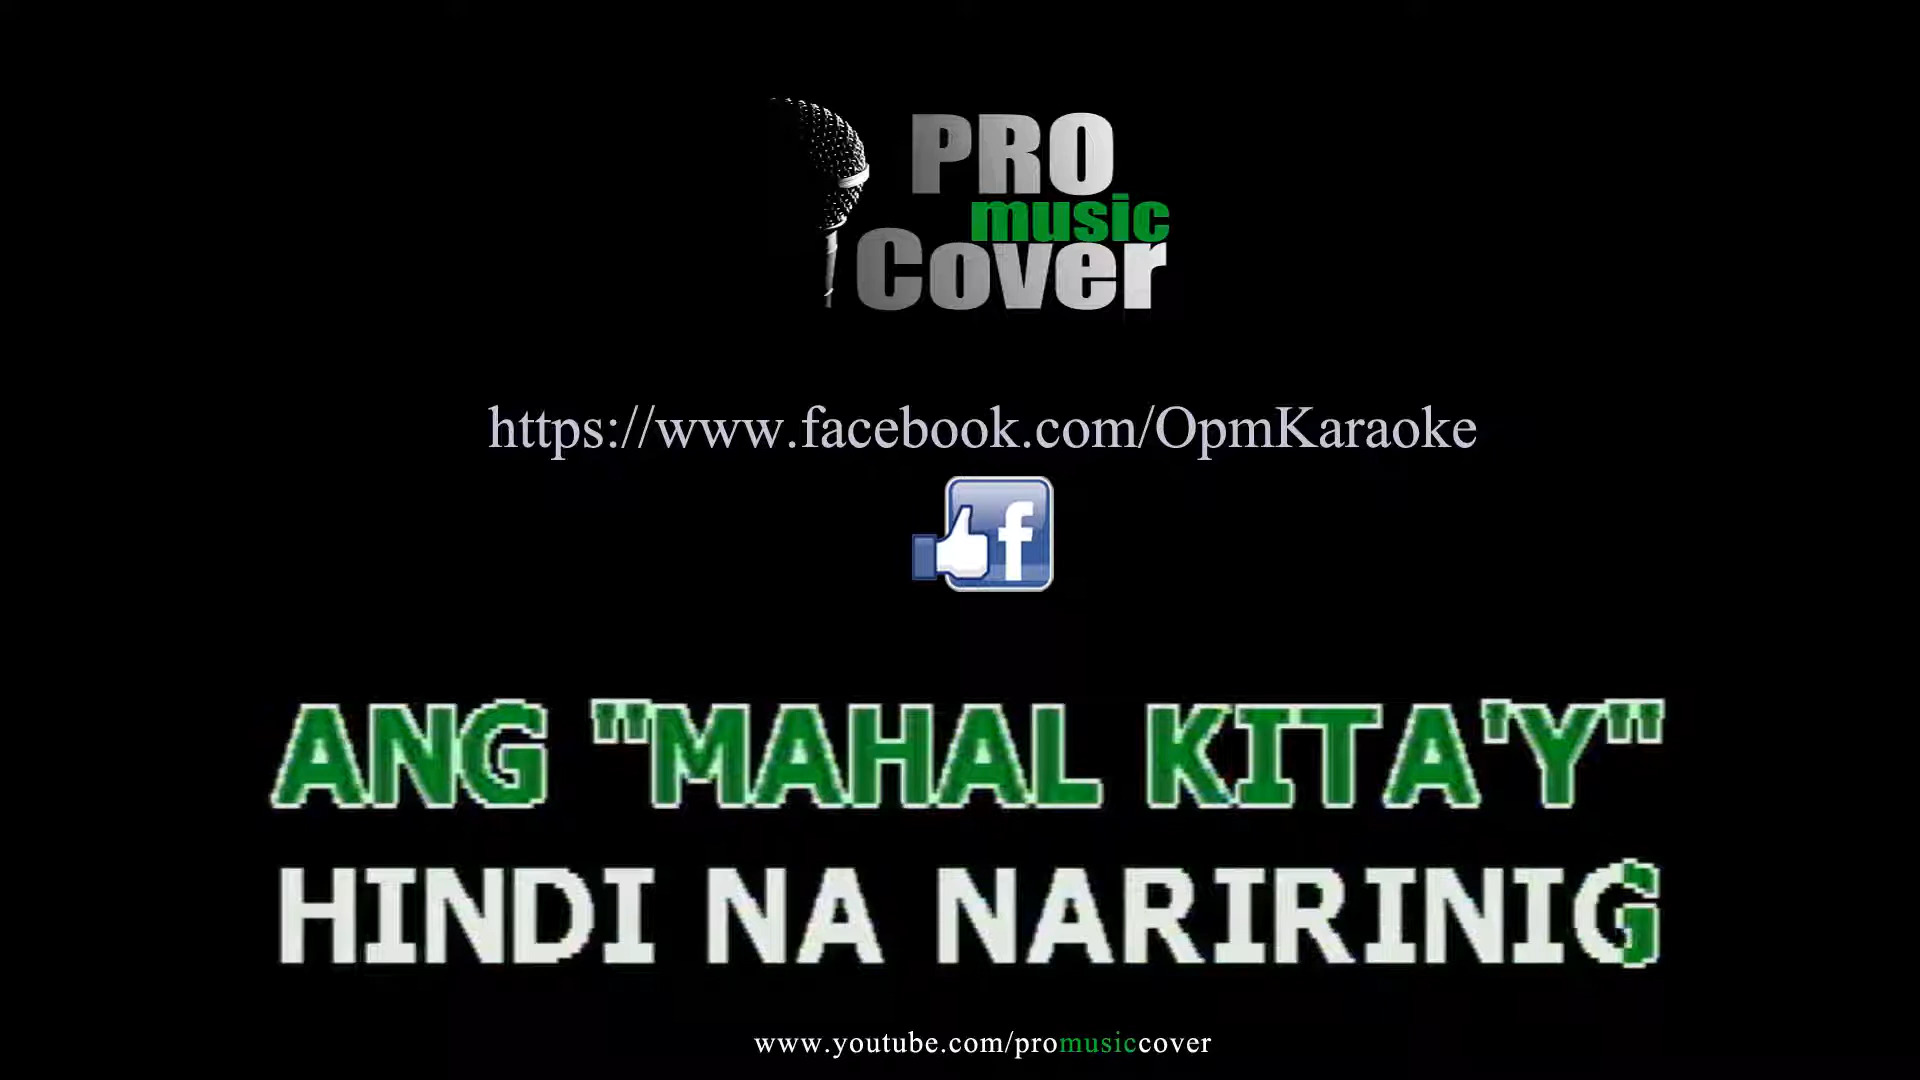 PRO
music
Cover
https://www.facebook.com/OpmKaraoke
f
ANG "MAHAL KITA'Y"
HINDI NA NARIRINIG
www.youtube.com/promusiccover